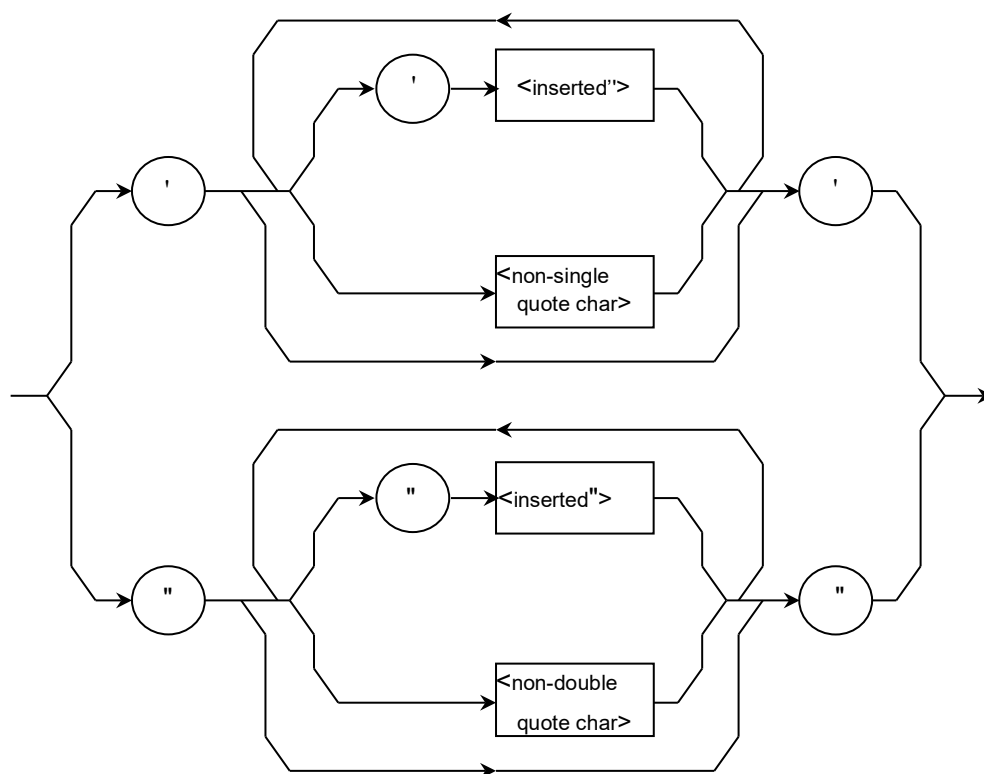 '
<inserted’'>
'
'
<non-single
quote char>
"
<inserted">
"
"
<non-double
quote char>